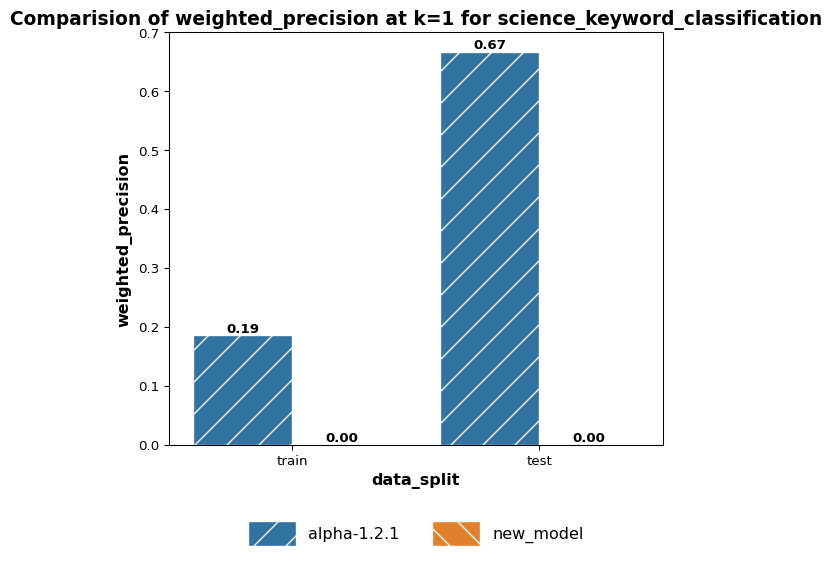 Comparision of weighted_precision at k=1 for science_keyword_classification
0.7
0.6
0.5
0.4
0.3
0.2
0.1
0.0
weighted_precision
0.19
0.00
0.67
0.00
train
test
data_split
alpha-1.2.1
new_model